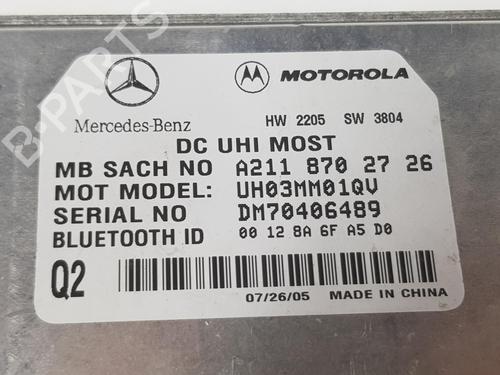 B-PARTS
MOTOROLA
Mercedes-Benz
HW 2205 SW 3804
DC UHI MOST
MB SACH NO A211 870 27 26
MOT MODEL: UH03MM01QV
SERIAL NO DM70406489
BLUETOOTH ID 00 12 8A 6F A5 D0
Q2
07/26/05 MADE IN CHINA